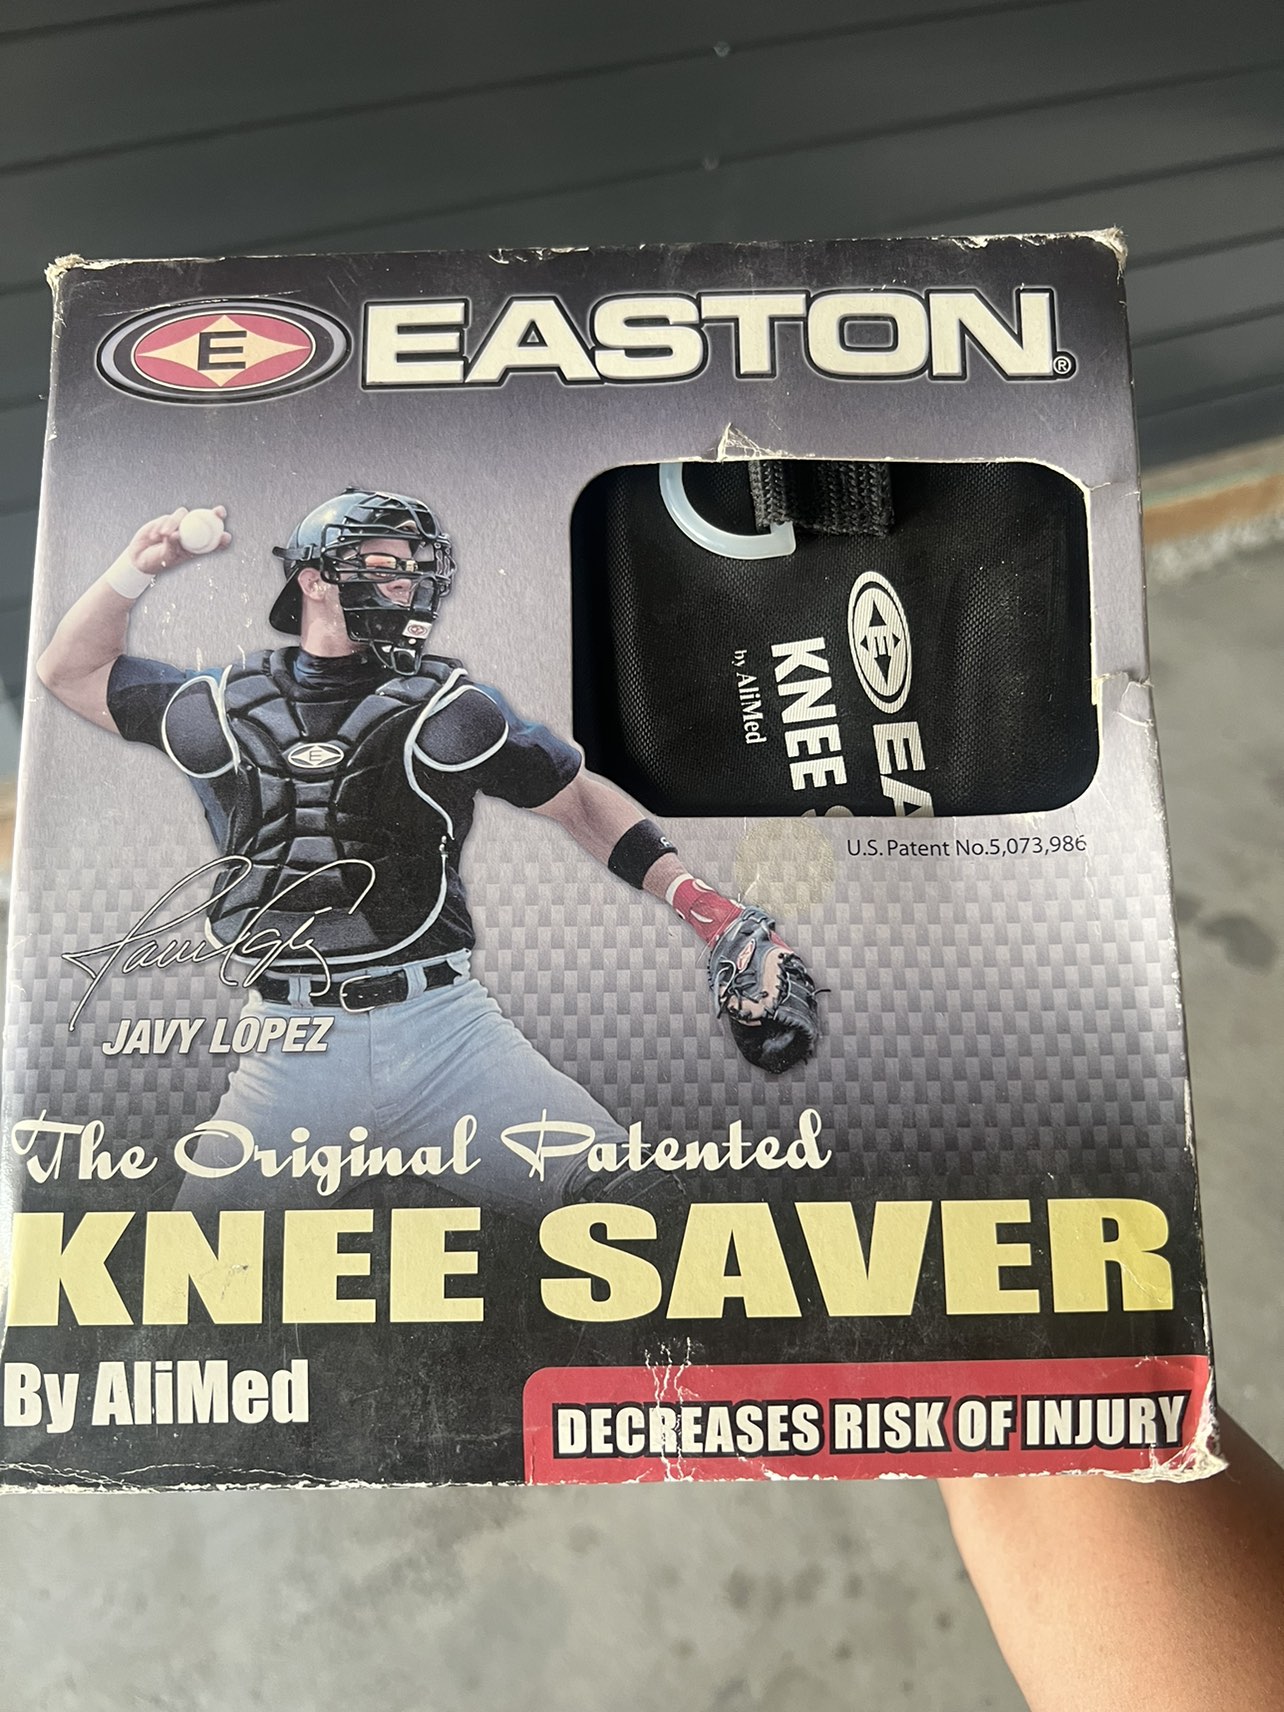 E EASTON®
E EA
KNEE
by AliMed
U.S. Patent No.5,073,986
E
JAVY LOPEZ
The Original Patented
KNEE SAVER
By AliMed
DECREASES RISK OF INJURY